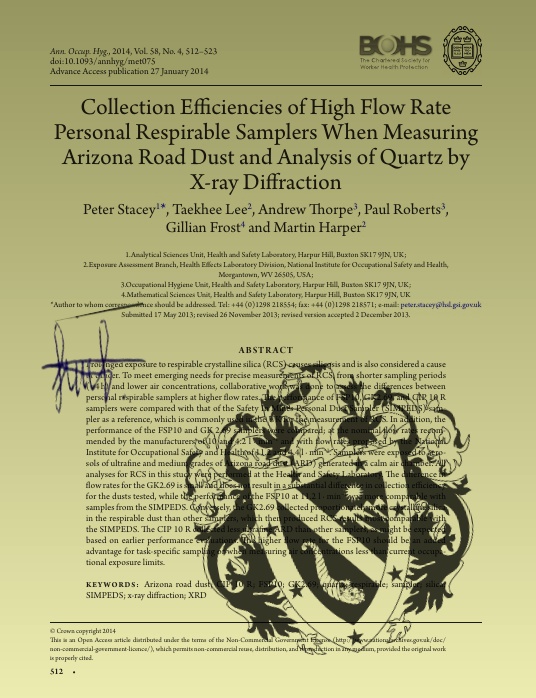 Ann. Occup. Hyg., 2014, Vol. 58, No. 4, 512–523
doi:10.1093/annhyg/met075
Advance Access publication 27 January 2014
BOHS
The Chartered Society for
Worker Health Protection
Collection Efficiencies of High Flow Rate
Personal Respirable Samplers When Measuring
Arizona Road Dust and Analysis of Quartz by
X-ray Diffraction
Peter Stacey1*, Taekhee Lee2, Andrew Thorpe3, Paul Roberts3,
Gillian Frost4 and Martin Harper2
1.Analytical Sciences Unit, Health and Safety Laboratory, Harpur Hill, Buxton SK17 9JN, UK;
2.Exposure Assessment Branch, Health Effects Laboratory Division, National Institute for Occupational Safety and Health,
Morgantown, WV 26505, USA;
3.Occupational Hygiene Unit, Health and Safety Laboratory, Harpur Hill, Buxton SK17 9JN, UK;
4.Mathematical Sciences Unit, Health and Safety Laboratory, Harpur Hill, Buxton SK17 9JN, UK
*Author to whom correspondence should be addressed. Tel: +44 (0)1298 218554; fax: +44 (0)1298 218571; e-mail: peter.stacey@hsl.gsi.gov.uk
Submitted 17 May 2013; revised 26 November 2013; revised version accepted 2 December 2013.
ABSTRACT
Prolonged exposure to respirable crystalline silica (RCS) causes silicosis and is also considered a cause
of cancer. To meet emerging needs for precise measurements of RCS, from shorter sampling periods
(<4 h) and lower air concentrations, collaborative work was done to assess the differences between
personal respirable samplers at higher flow rates. The performance of FSP10, GK2.69 and CIP 10 R
samplers were compared with that of the Safety In Mines Personal Dust Sampler (SIMPEDS) sam-
pler as a reference, which is commonly used for the measurement of RCS. In addition, the
performance of the FSP10 and GK 2.69 samplers were compared; at the nominal flow rates recom-
mended by the manufacturers of 10 and 4.2 l · min−1 and with flow rates proposed by the National
Institute for Occupational Safety and Health of 11.2 and 4.4 l · min−1. Samplers were exposed to aero-
sols of ultrafine and medium grades of Arizona road dust (ARD) generated in a calm air chamber. All
analyses for RCS in this study were performed at the Health and Safety Laboratory. The difference in
flow rates for the GK2.69 is small and does not result in a substantial difference in collection efficiency
for the dusts tested, while the performance of the FSP10 at 11.2 l · min−1 was more comparable with
samples from the SIMPEDS. Conversely, the GK2.69 collected proportionately more crystalline silica
in the respirable dust than other samplers, which then produced RCS results most comparable with
the SIMPEDS. The CIP 10 R collected less ultrafine ARD than other samplers, as might be expected
based on earlier performance evaluations. The higher flow rate for the FSP10 should be an added
advantage for task-specific sampling or when measuring air concentrations less than current occupa-
tional exposure limits.
KEYWORDS: Arizona road dust; CIP 10 R; FSP10; GK2.69; quartz; respirable; sampler; silica;
SIMPEDS; x-ray diffraction; XRD
© Crown copyright 2014
This is an Open Access article distributed under the terms of the Non-Commercial Government Licence (http://www.nationalarchives.gov.uk/doc/
non-commercial-government-licence/), which permits non-commercial reuse, distribution, and reproduction in any medium, provided the original work
is properly cited.
512 •